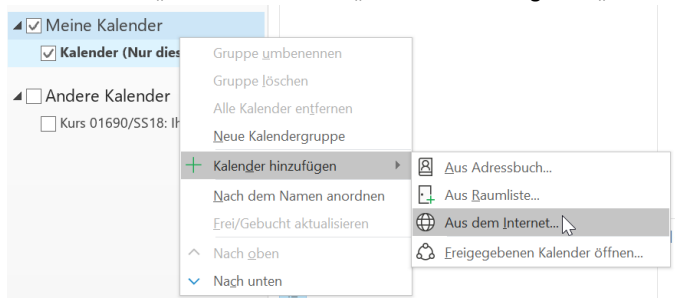 Meine Kalender
Kalender (Nur dies
Gruppe umbenennen
Gruppe löschen
Andere Kalender
Alle Kalender entfernen
Kurs 01690/SS18: Ih
Neue Kalendergruppe
Kalender hinzufügen
Aus Adressbuch...
Nach dem Namen anordnen
Aus Raumliste...
Frei/Gebucht aktualisieren
Aus dem Internet...
Nach oben
Freigegebenen Kalender öffnen...
Nach unten